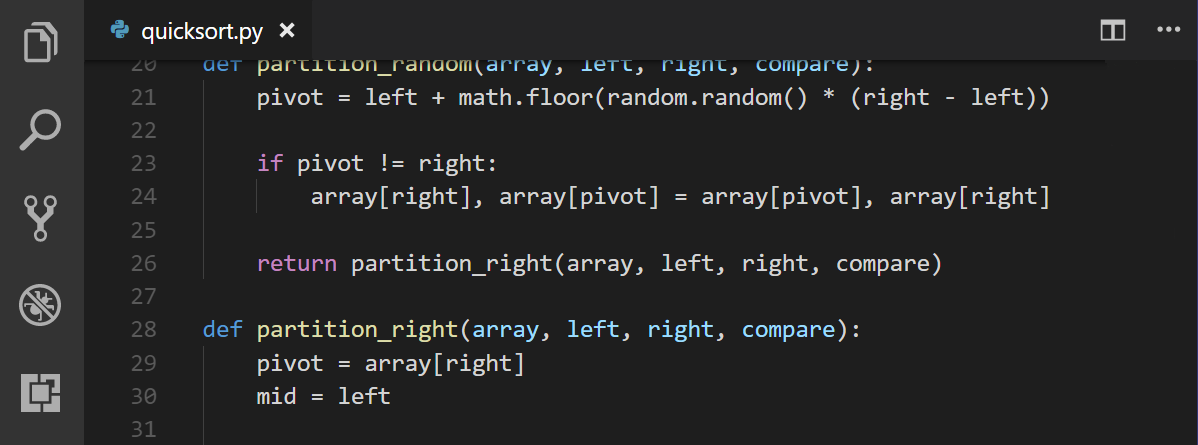 quicksort.py
20 def partition_random(array, left, right, compare):
21 pivot = left + math.floor(random.random() * (right - left))
22
23 if pivot != right:
24 array[right], array[pivot] = array[pivot], array[right]
25
26 return partition_right(array, left, right, compare)
27
28 def partition_right(array, left, right, compare):
29 pivot = array[right]
30 mid = left
31